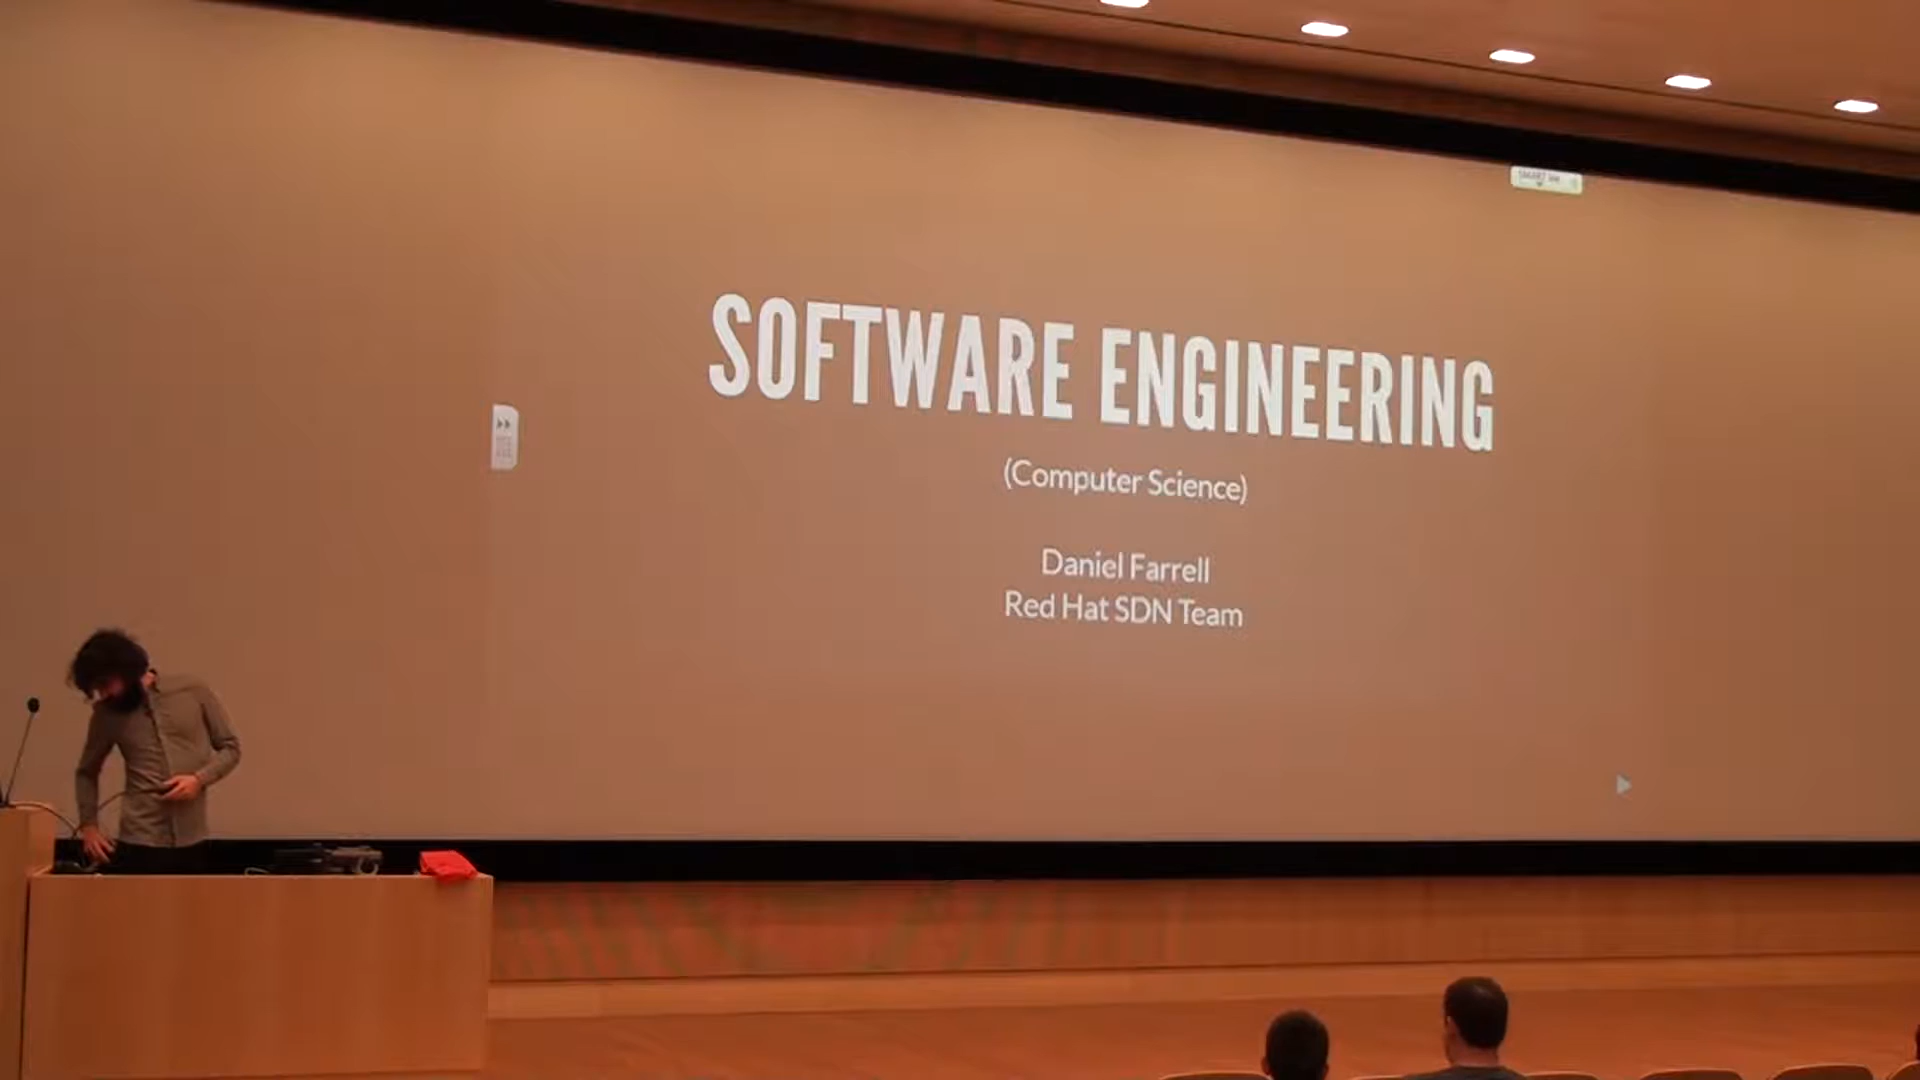 SOFTWARE ENGINEERING
(Computer Science)
Daniel Farrell
Red Hat SDN Team